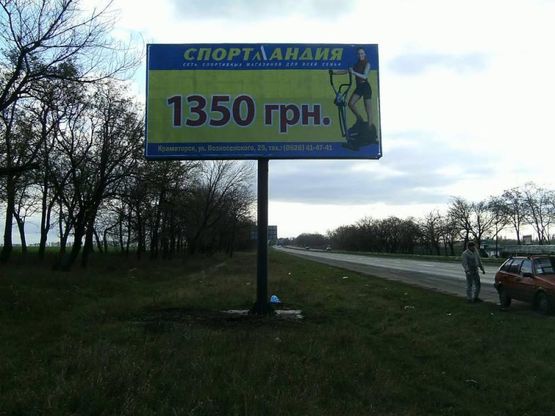 СПОРТЛАНДИЯ
СЕТЬ СПОРТИВНЫХ МАГАЗИНОВ ДЛЯ ВСЕЙ СЕМЬИ
1350 грн.
Краматорск, ул. Вознесенского, 25, тел.: (0626) 41-47-41